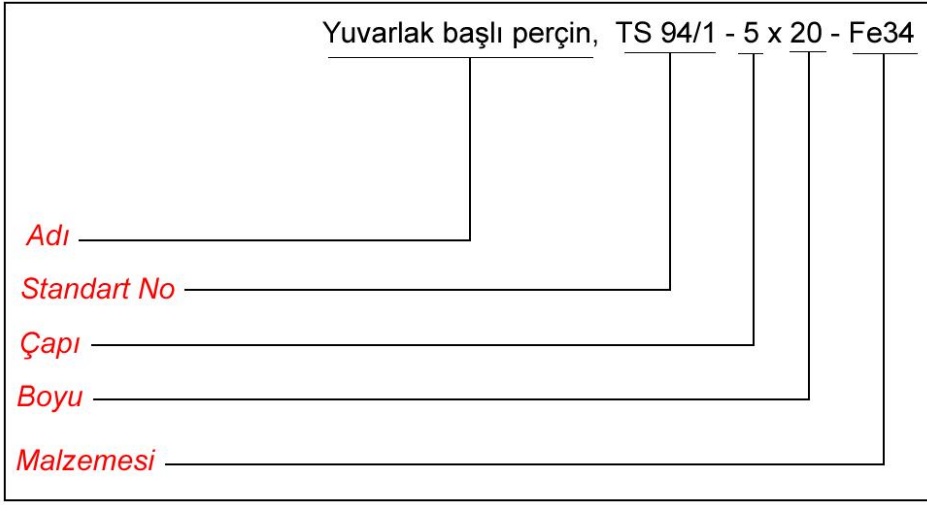 Yuvarlak başlı perçin, TS 94/1 - 5 x 20 - Fe34
Adı
Standart No
Çapı
Boyu
Malzemesi